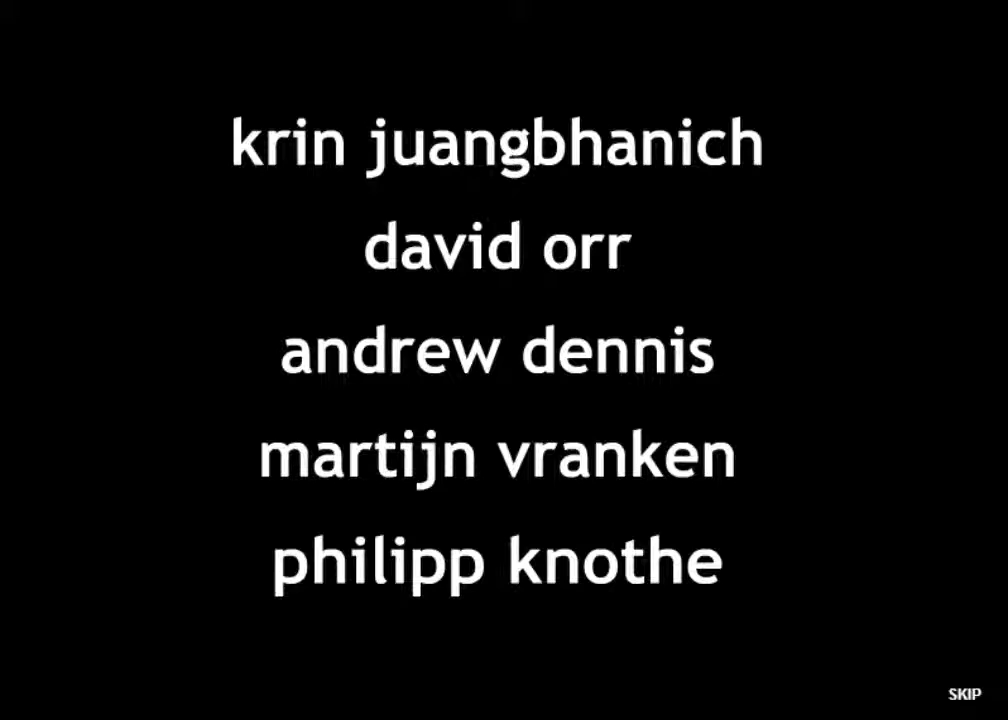 krin juangbhanich
david orr
andrew dennis
martijn vranken
philipp knothe
SKIP